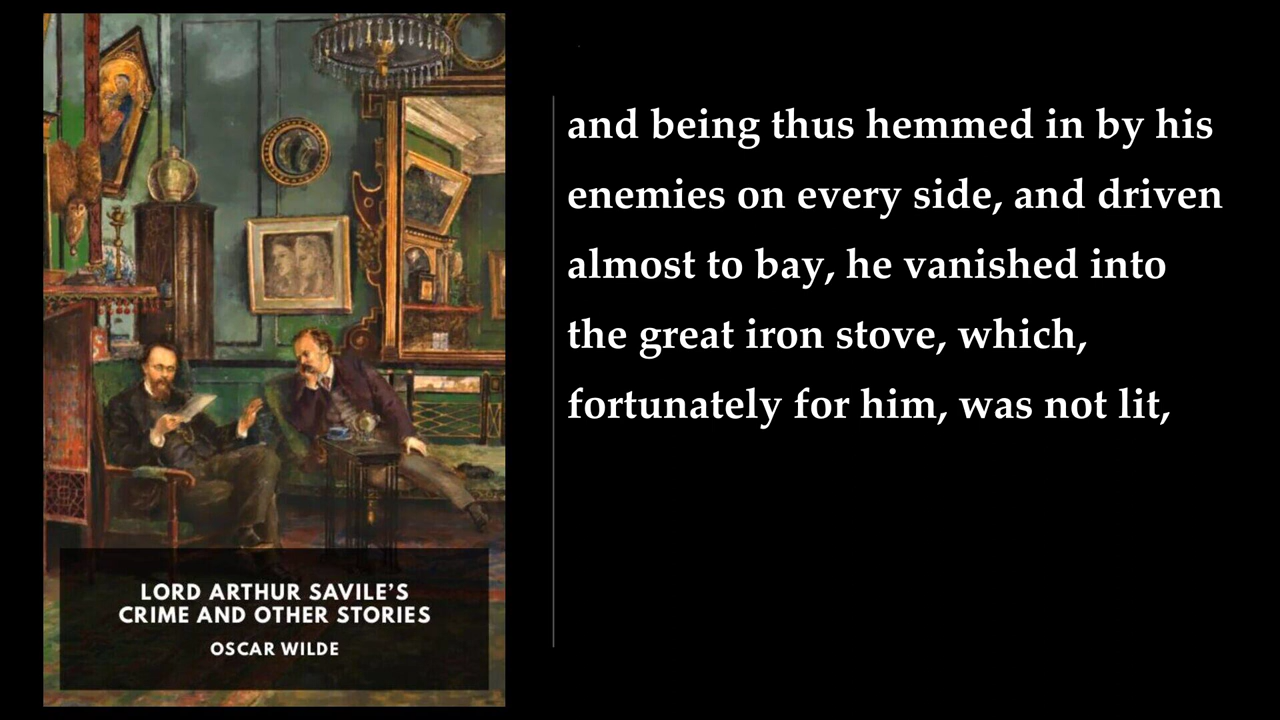 and being thus hemmed in by his
enemies on every side, and driven
almost to bay, he vanished into
the great iron stove, which,
fortunately for him, was not lit,
LORD ARTHUR SAVILE’S
CRIME AND OTHER STORIES
OSCAR WILDE